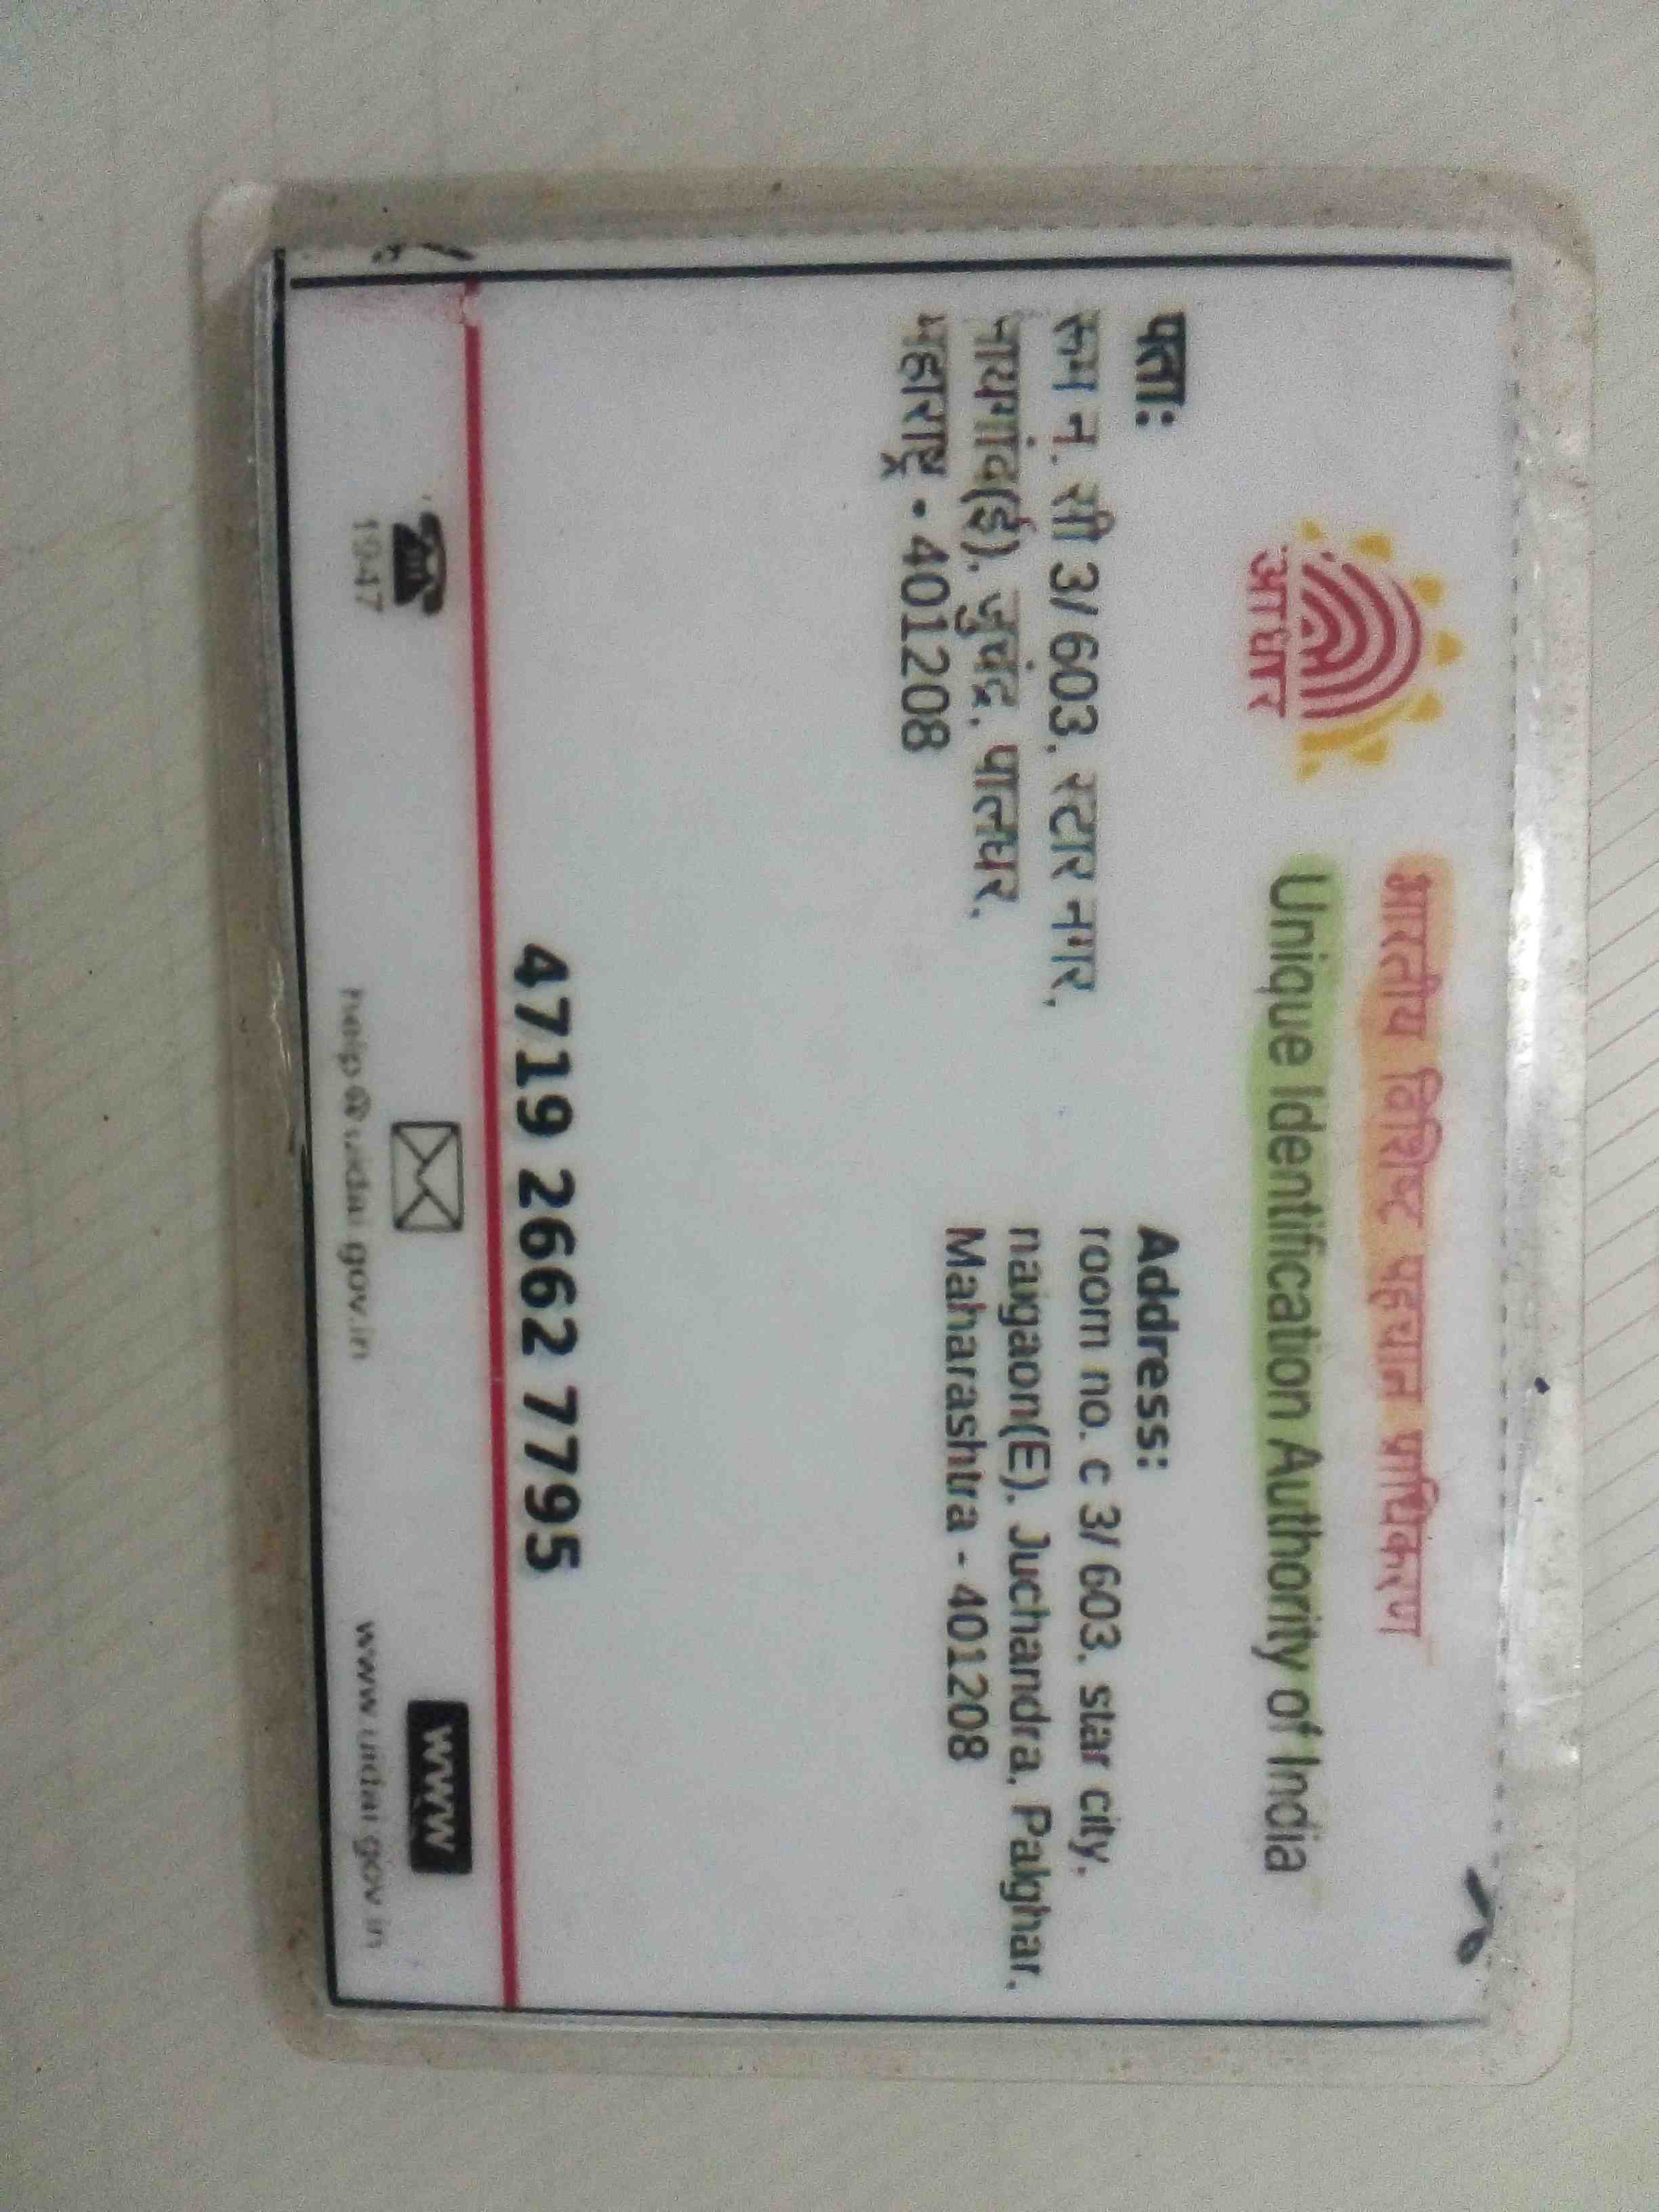 भारतीय विशिष्ट पहचान प्राधिकरण
Unique Identification Authority of India
आधार
पता:
रूम न. सी 3/ 603, स्टार नगर,
नायगांव(ई), जुचंद्र, पालघर,
महाराष्ट्र - 401208
Address:
room no. c 3/ 603, star city,
naigaon(E), Juchandra, Palghar,
Maharashtra - 401208
4719 2662 7795
1947
help@uidai.gov.in
www
www.uidai.gov.in